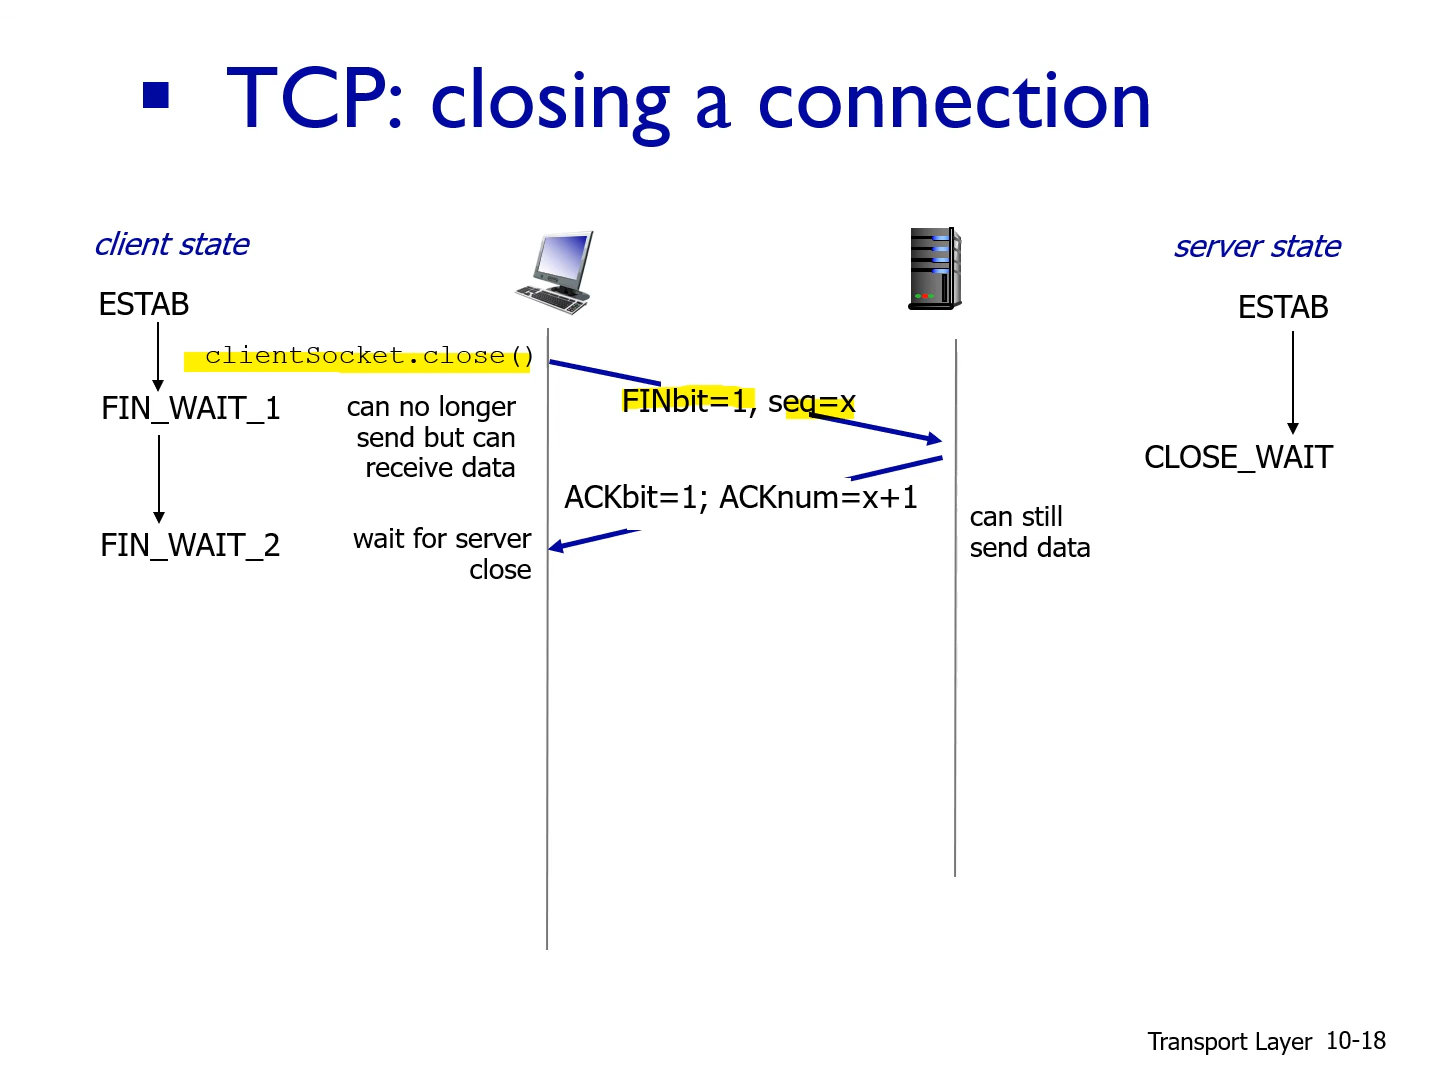 ▪ TCP: closing a connection
client state
server state
ESTAB
ESTAB
clientSocket.close()
FINbit=1, seq=x
FIN_WAIT_1
can no longer
send but can
receive data
CLOSE_WAIT
ACKbit=1; ACKnum=x+1
can still
send data
FIN_WAIT_2
wait for server
close
Transport Layer 10-18